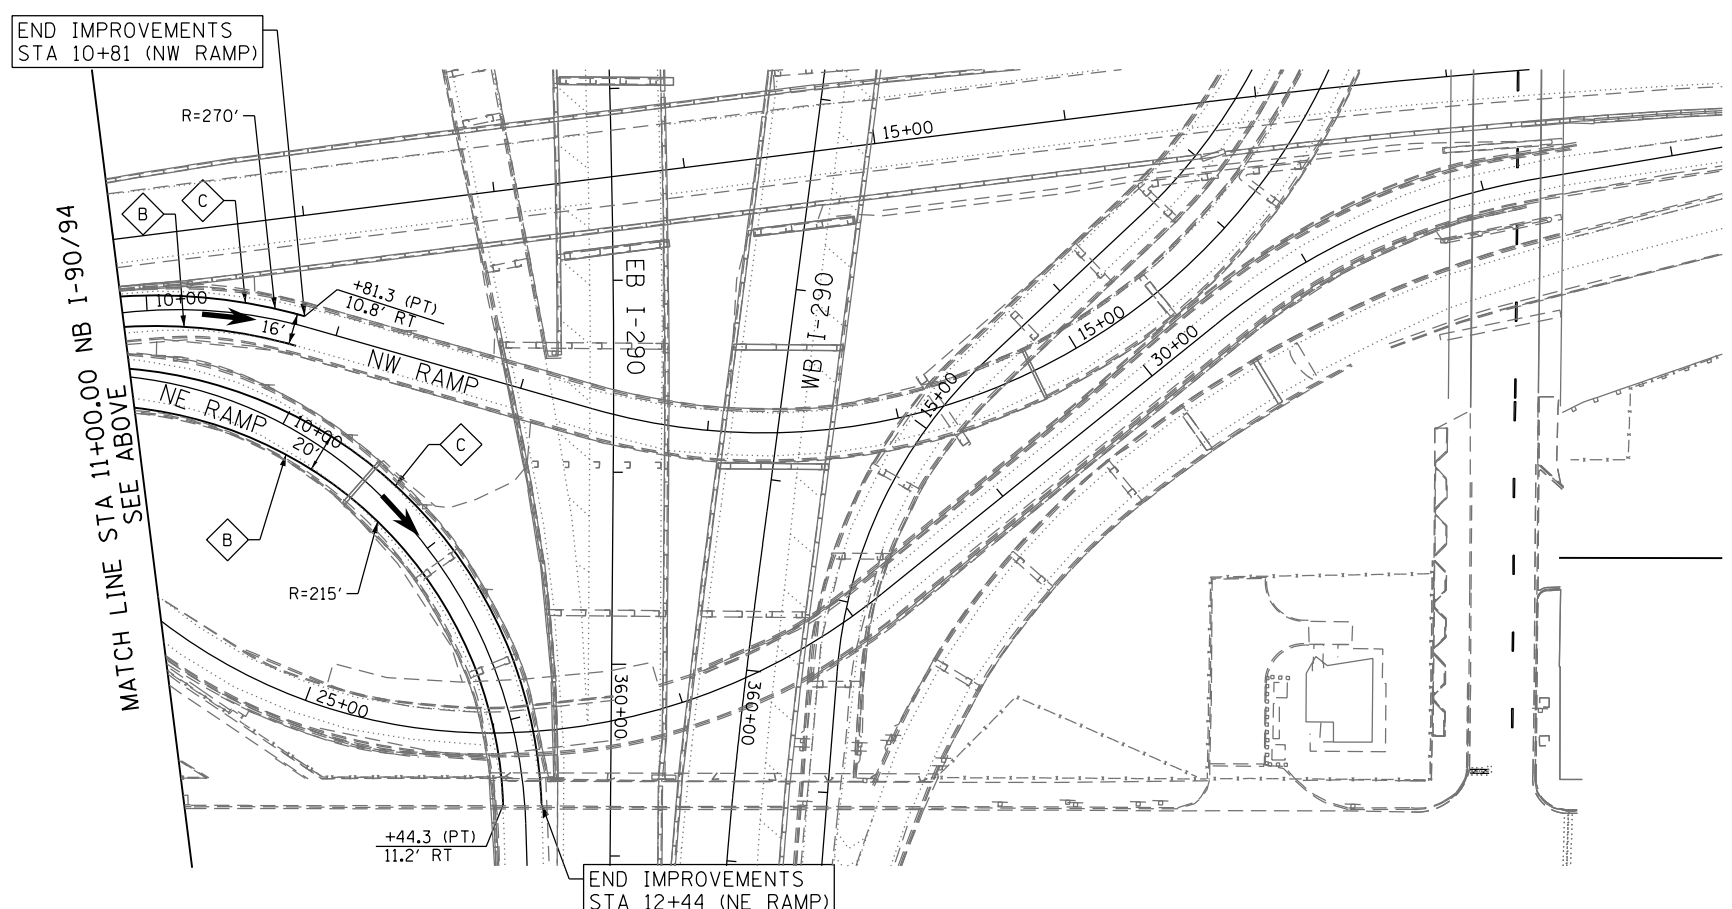 END IMPROVEMENTS
STA 10+81 (NW RAMP)
R=270'
B
C
MATCH LINE STA 11+00.00 NB I-90/94
SEE ABOVE
10+00
16'
+81.3 (PT)
10.8' RT
NW RAMP
EB I-290
WB I-290
15+00
15+00
15+00
30+00
NE RAMP
10+00
20'
C
B
R=215'
25+00
360+00
360+00
+44.3 (PT)
11.2' RT
END IMPROVEMENTS
STA 12+44 (NE RAMP)